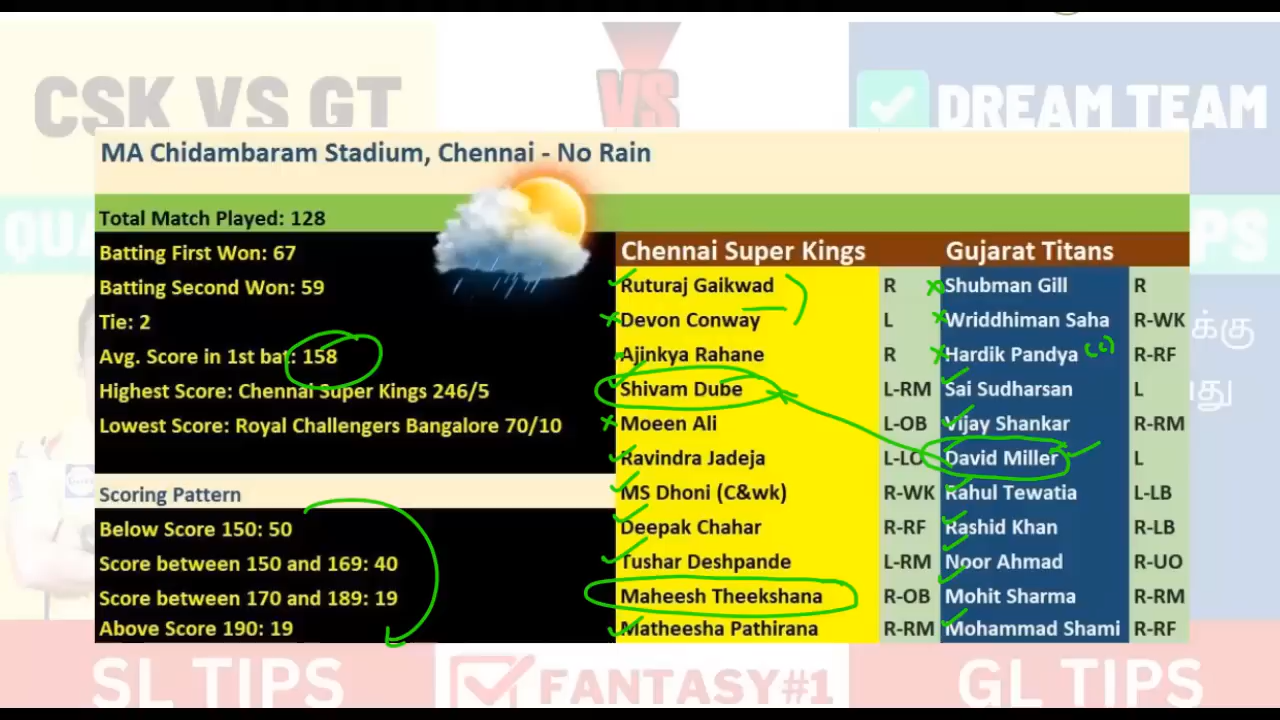 CSK VS GT
VS
DREAM TEAM
MA Chidambaram Stadium, Chennai - No Rain
Total Match Played: 128
Batting First Won: 67
Batting Second Won: 59
Tie: 2
Avg. Score in 1st bat: 158
Highest Score: Chennai Super Kings 246/5
Lowest Score: Royal Challengers Bangalore 70/10
Scoring Pattern
Below Score 150: 50
Score between 150 and 169: 40
Score between 170 and 189: 19
Above Score 190: 19
Chennai Super Kings Gujarat Titans
Ruturaj Gaikwad R Shubman Gill R
Devon Conway L Wriddhiman Saha R-WK
Ajinkya Rahane R Hardik Pandya (c) R-RF
Shivam Dube L-RM Sai Sudharsan L
Moeen Ali L-OB Vijay Shankar R-RM
Ravindra Jadeja L-LO David Miller L
MS Dhoni (C&wk) R-WK Rahul Tewatia L-LB
Deepak Chahar R-RF Rashid Khan R-LB
Tushar Deshpande L-RM Noor Ahmad R-UO
Maheesh Theekshana R-OB Mohit Sharma R-RM
Matheesha Pathirana R-RM Mohammad Shami R-RF
QUA
PS
க்கு
SL TIPS
FANTASY#1
GL TIPS